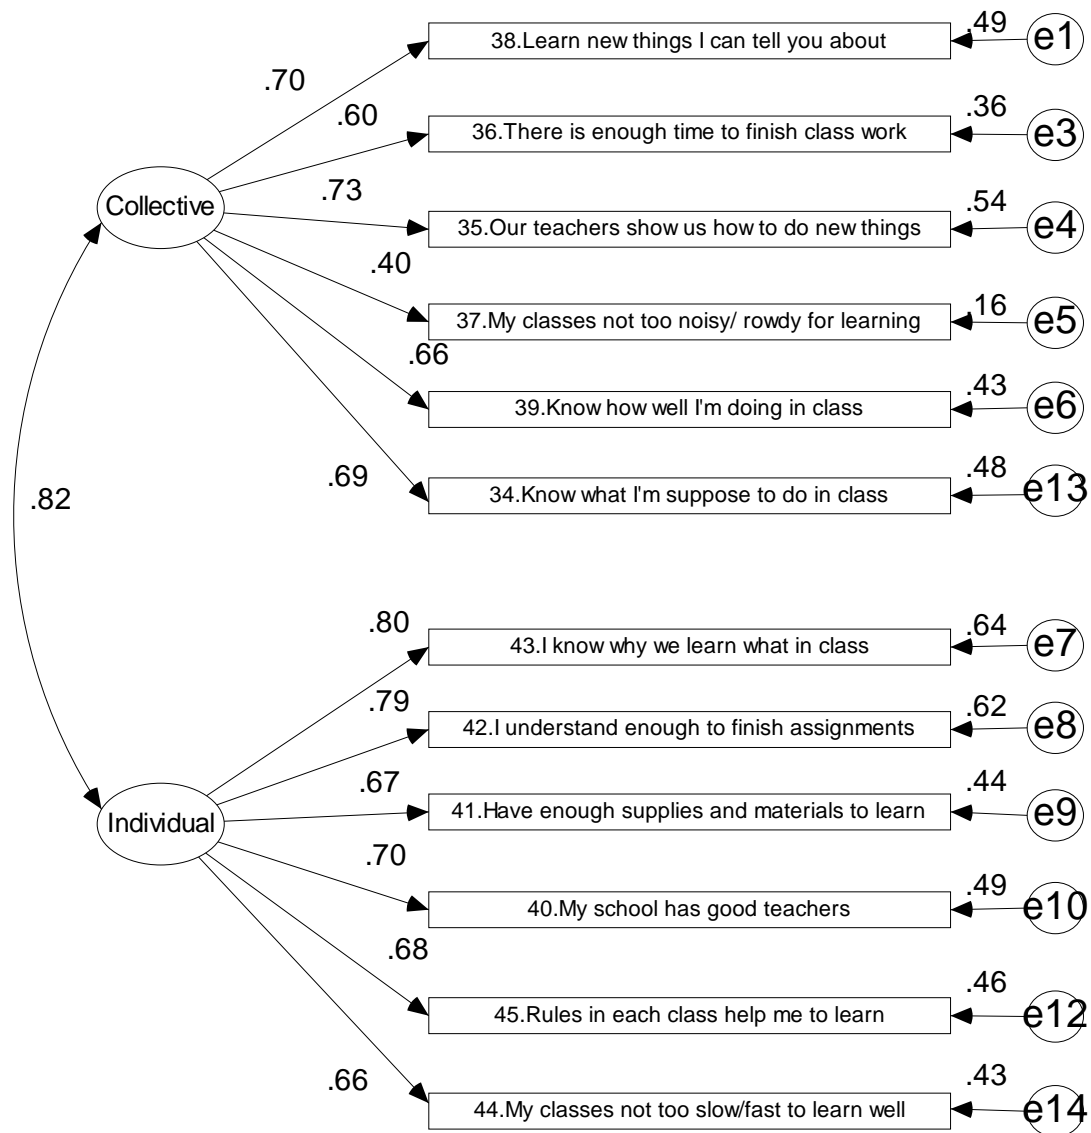 38.Learn new things I can tell you about
.49
e1
.70
36.There is enough time to finish class work
.36
e3
.60
Collective
35.Our teachers show us how to do new things
.54
e4
.73
37.My classes not too noisy/ rowdy for learning
.16
e5
.40
39.Know how well I'm doing in class
.43
e6
.66
34.Know what I'm suppose to do in class
.48
e13
.69
.82
43.I know why we learn what in class
.64
e7
.80
42.I understand enough to finish assignments
.62
e8
.79
Individual
41.Have enough supplies and materials to learn
.44
e9
.67
40.My school has good teachers
.49
e10
.70
45.Rules in each class help me to learn
.46
e12
.68
44.My classes not too slow/fast to learn well
.43
e14
.66